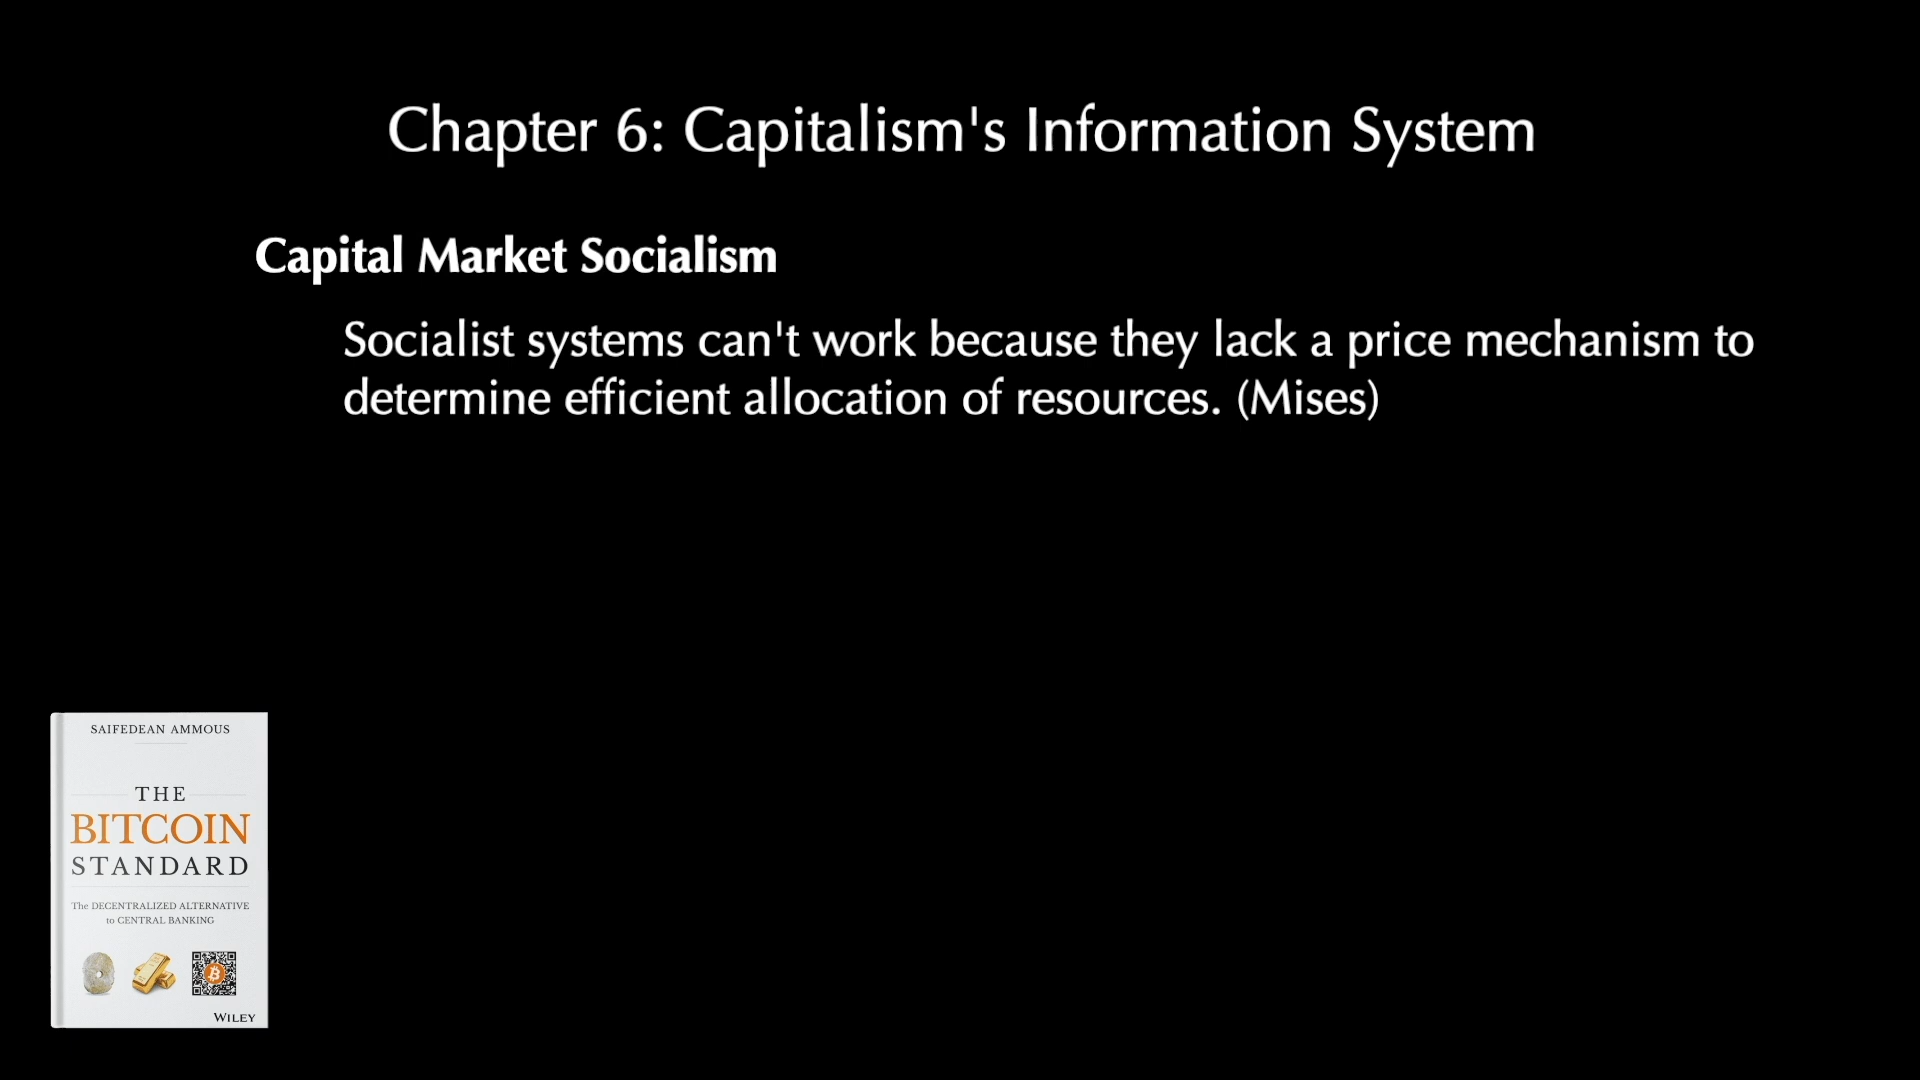 Chapter 6: Capitalism's Information System
Capital Market Socialism
Socialist systems can't work because they lack a price mechanism to
determine efficient allocation of resources. (Mises)
SAIFEDEAN AMMOUS
THE
BITCOIN
STANDARD
The DECENTRALIZED ALTERNATIVE
to CENTRAL BANKING
WILEY